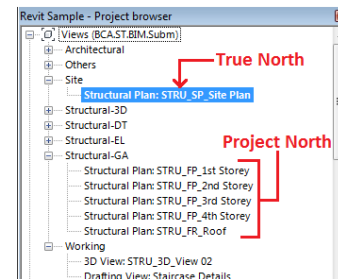 Revit Sample - Project browser
Views (BCA.ST.BIM.Subm)
Architectural
Others
True North
Site
Structural Plan: STRU_SP_Site Plan
Structural-3D
Structural-DT
Structural-EL
Project North
Structural-GA
Structural Plan: STRU_FP_1st Storey
Structural Plan: STRU_FP_2nd Storey
Structural Plan: STRU_FP_3rd Storey
Structural Plan: STRU_FP_4th Storey
Structural Plan: STRU_FR_Roof
Working
3D View: STRU_3D_View 02
Drafting View: Staircase Details